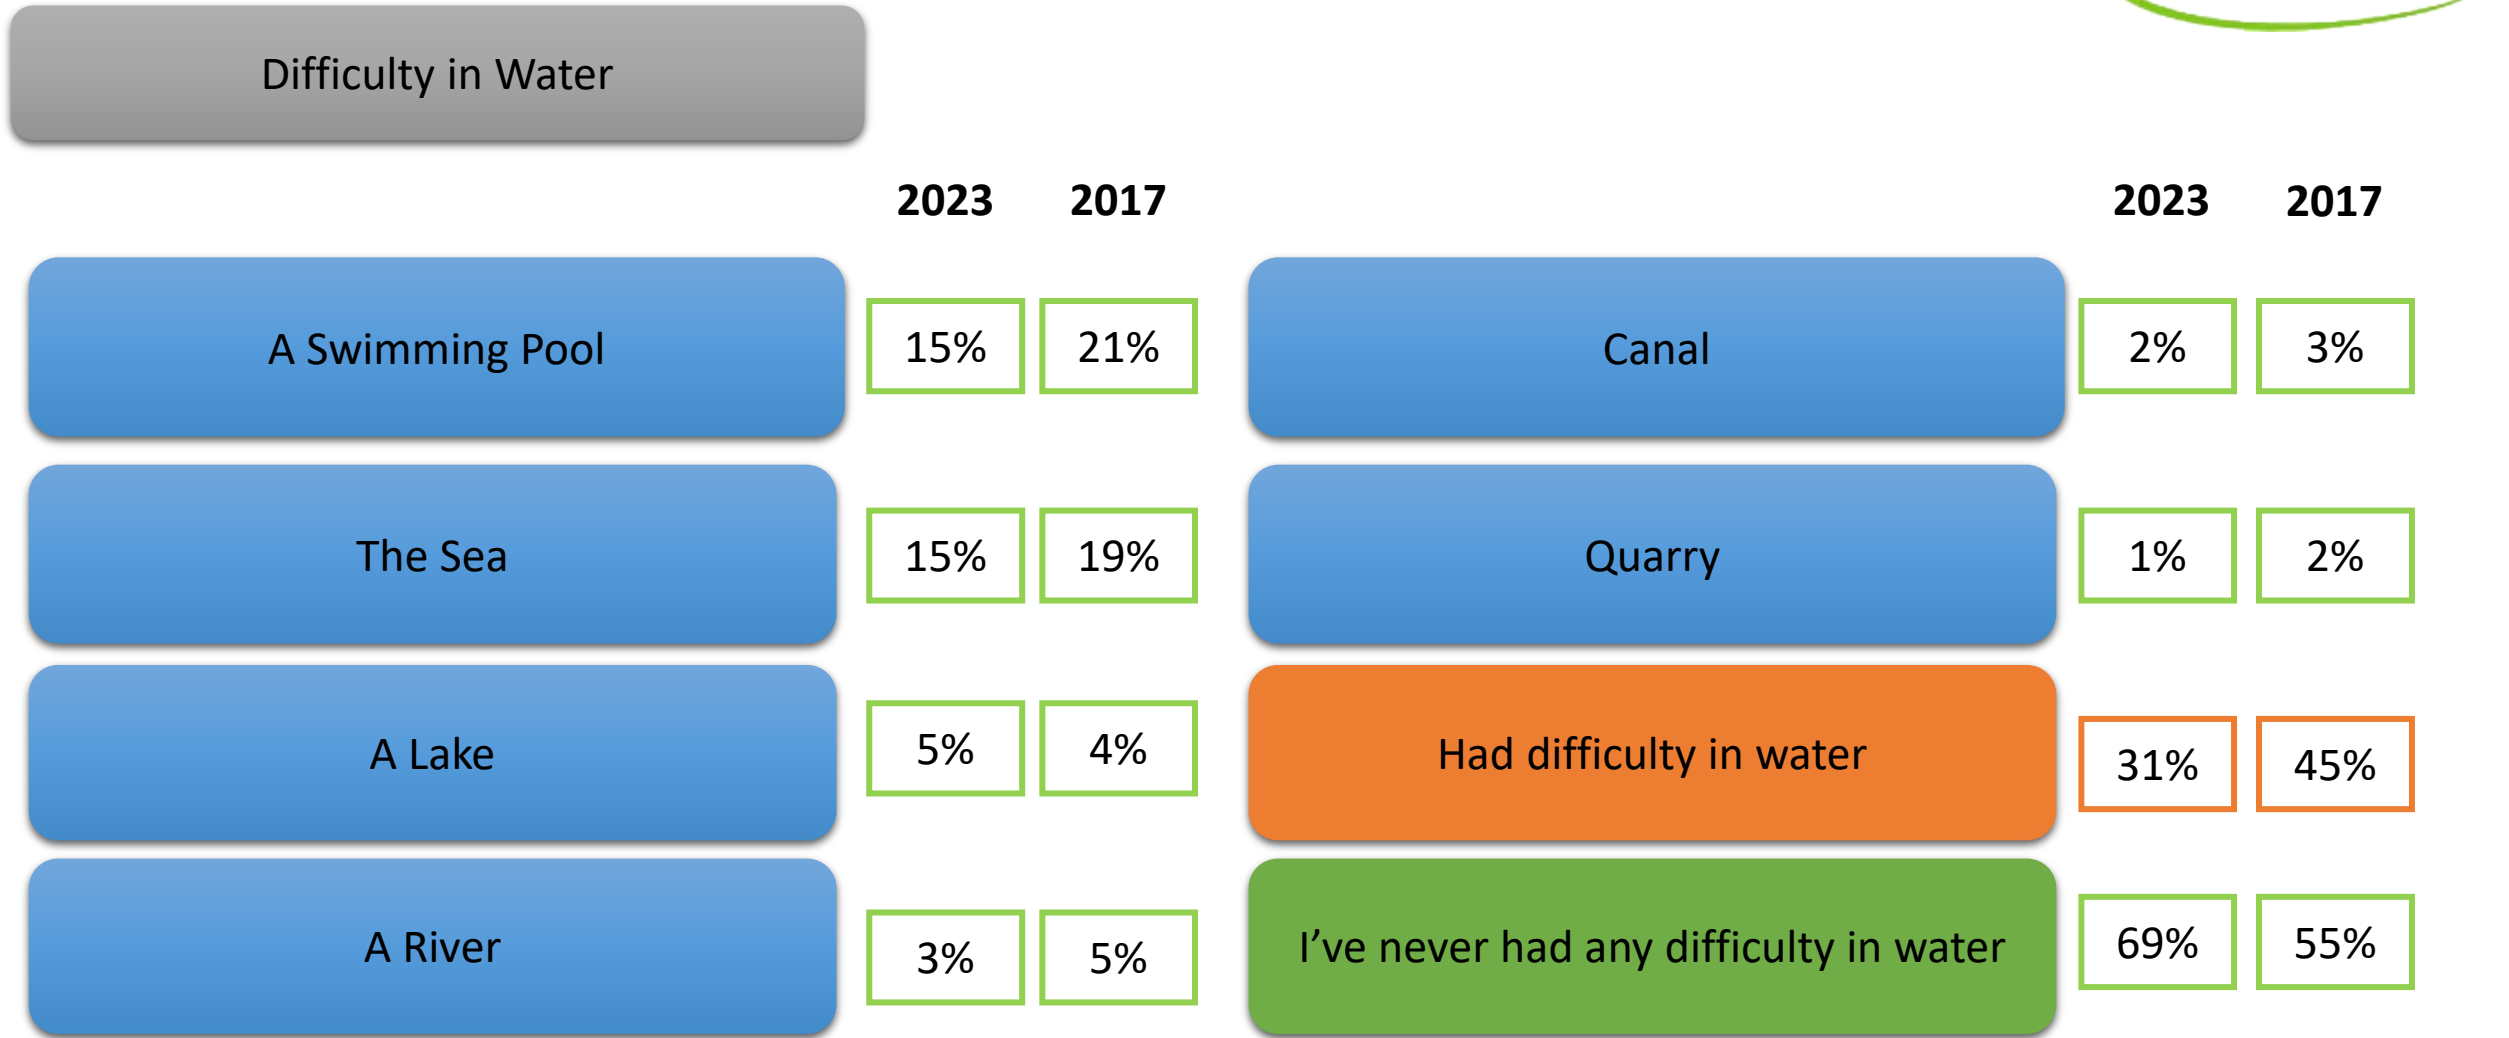 Difficulty in Water
2023 2017
A Swimming Pool 15% 21%
The Sea 15% 19%
A Lake 5% 4%
A River 3% 5%
2023 2017
Canal 2% 3%
Quarry 1% 2%
Had difficulty in water 31% 45%
I’ve never had any difficulty in water 69% 55%